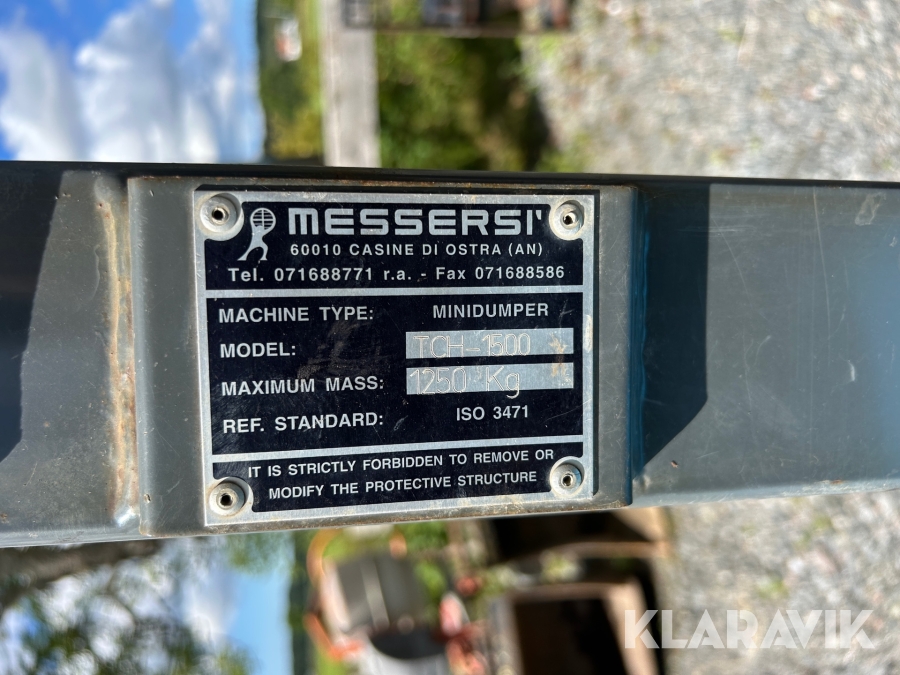 MESSERSI'
60010 CASINE DI OSTRA (AN)
Tel. 071688771 r.a. - Fax 071688586
MACHINE TYPE: MINIDUMPER
MODEL: TCH-1500
MAXIMUM MASS: 1250 Kg
REF. STANDARD: ISO 3471
IT IS STRICTLY FORBIDDEN TO REMOVE OR
MODIFY THE PROTECTIVE STRUCTURE
KLARAVIK